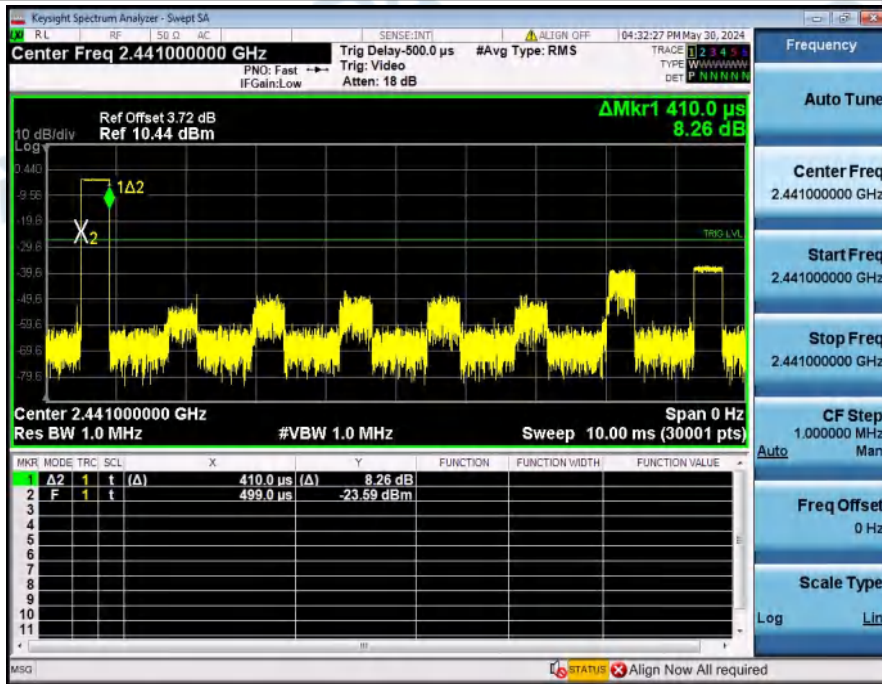 Keysight Spectrum Analyzer - Swept SA
RL RF 50 Ω AC SENSE:INT ALIGN OFF 04:32:27 PM May 30, 2024
Center Freq 2.441000000 GHz
PNO: Fast
IFGain:Low
Trig Delay-500.0 µs
Trig: Video
Atten: 18 dB
#Avg Type: RMS
TRACE 1 2 3 4 5 6
TYPE WWWWWW
DET P N N N N N
Ref Offset 3.72 dB
10 dB/div Ref 10.44 dBm
Log
ΔMkr1 410.0 µs
8.26 dB
0.440
-9.56
-19.6
-29.6
-39.6
-49.6
-59.6
-69.6
-79.6
1Δ2
X2
TRIG LVL
Center 2.441000000 GHz Span 0 Hz
Res BW 1.0 MHz #VBW 1.0 MHz Sweep 10.00 ms (30001 pts)
MKR MODE TRC SCL X Y FUNCTION FUNCTION WIDTH FUNCTION VALUE
1 Δ2 1 t (Δ) 410.0 µs (Δ) 8.26 dB
2 F 1 t 499.0 µs -23.59 dBm
3
4
5
6
7
8
9
10
11
MSG STATUS Align Now All required
Frequency
Auto Tune
Center Freq
2.441000000 GHz
Start Freq
2.441000000 GHz
Stop Freq
2.441000000 GHz
CF Step
1.000000 MHz
Auto Man
Freq Offset
0 Hz
Scale Type
Log Lin